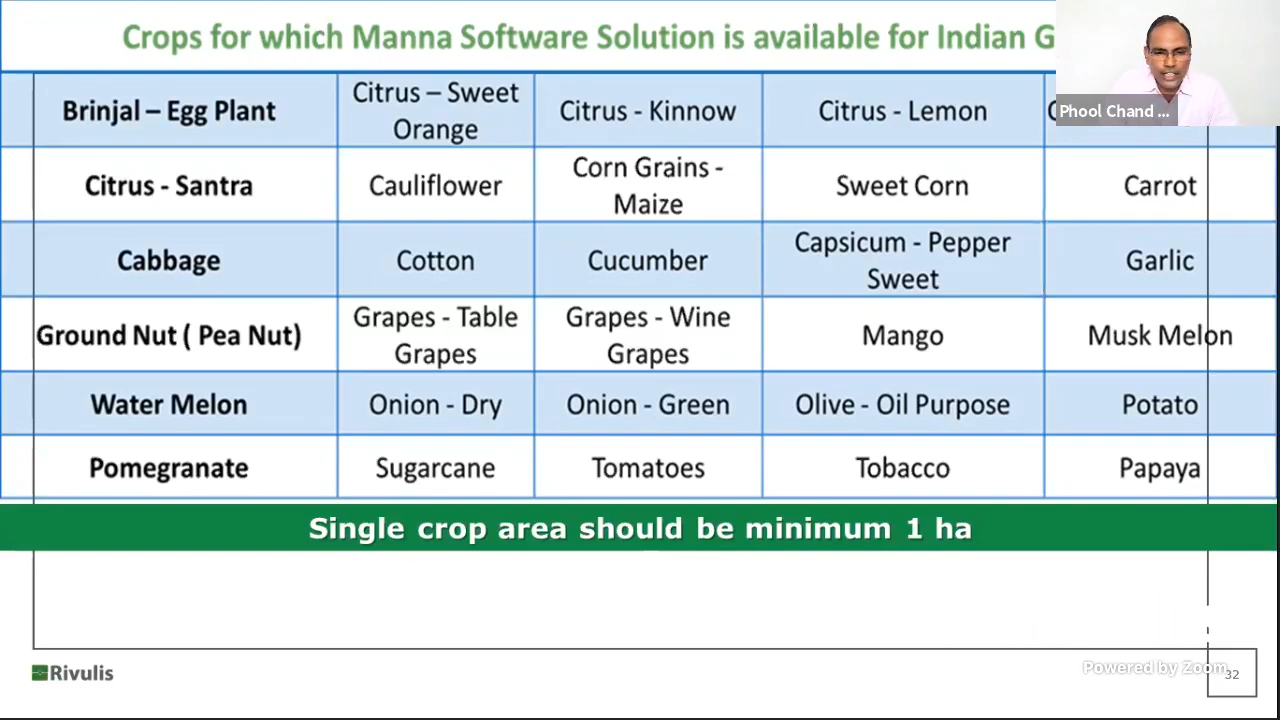 Crops for which Manna Software Solution is available for Indian G
Phool Chand ...
Brinjal – Egg Plant
Citrus – Sweet
Orange
Citrus - Kinnow
Citrus - Lemon
Citrus - Santra
Cauliflower
Corn Grains -
Maize
Sweet Corn
Carrot
Cabbage
Cotton
Cucumber
Capsicum - Pepper
Sweet
Garlic
Ground Nut ( Pea Nut)
Grapes - Table
Grapes
Grapes - Wine
Grapes
Mango
Musk Melon
Water Melon
Onion - Dry
Onion - Green
Olive - Oil Purpose
Potato
Pomegranate
Sugarcane
Tomatoes
Tobacco
Papaya
Single crop area should be minimum 1 ha
Rivulis
Powered by Zoom
32